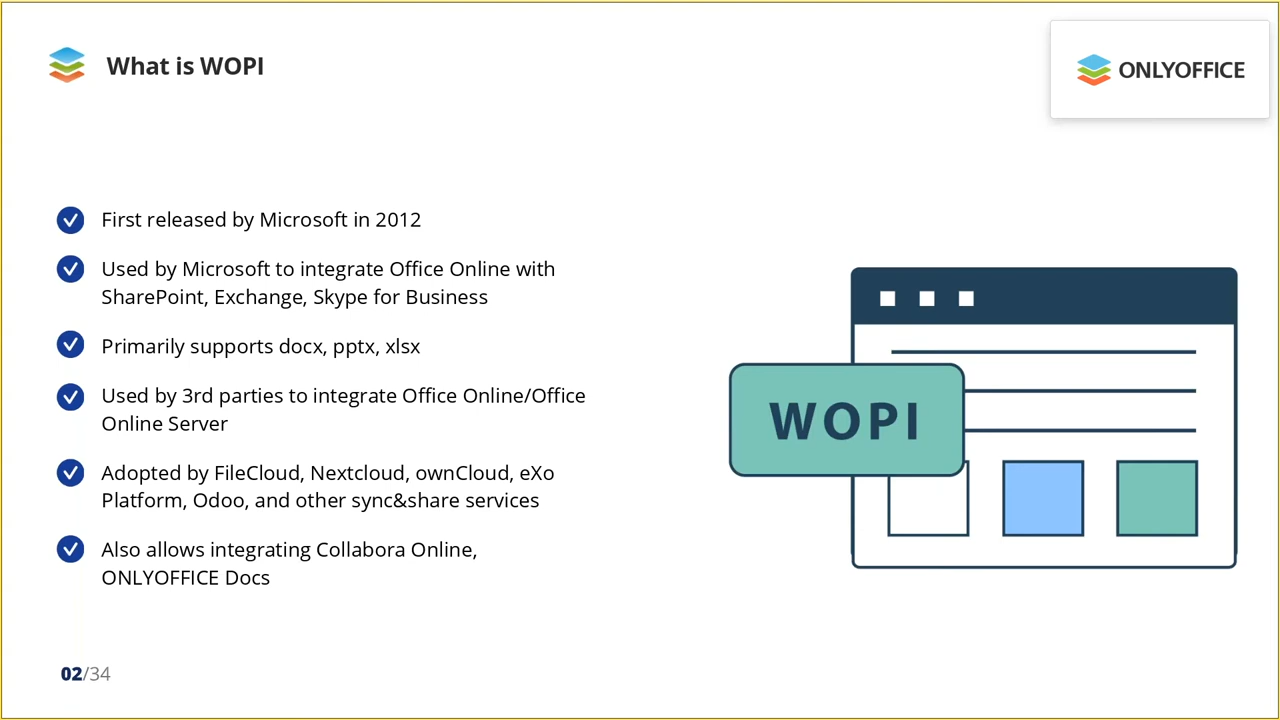 What is WOPI
ONLYOFFICE
First released by Microsoft in 2012
Used by Microsoft to integrate Office Online with
SharePoint, Exchange, Skype for Business
Primarily supports docx, pptx, xlsx
Used by 3rd parties to integrate Office Online/Office
Online Server
Adopted by FileCloud, Nextcloud, ownCloud, eXo
Platform, Odoo, and other sync&share services
Also allows integrating Collabora Online,
ONLYOFFICE Docs
WOPI
02/34